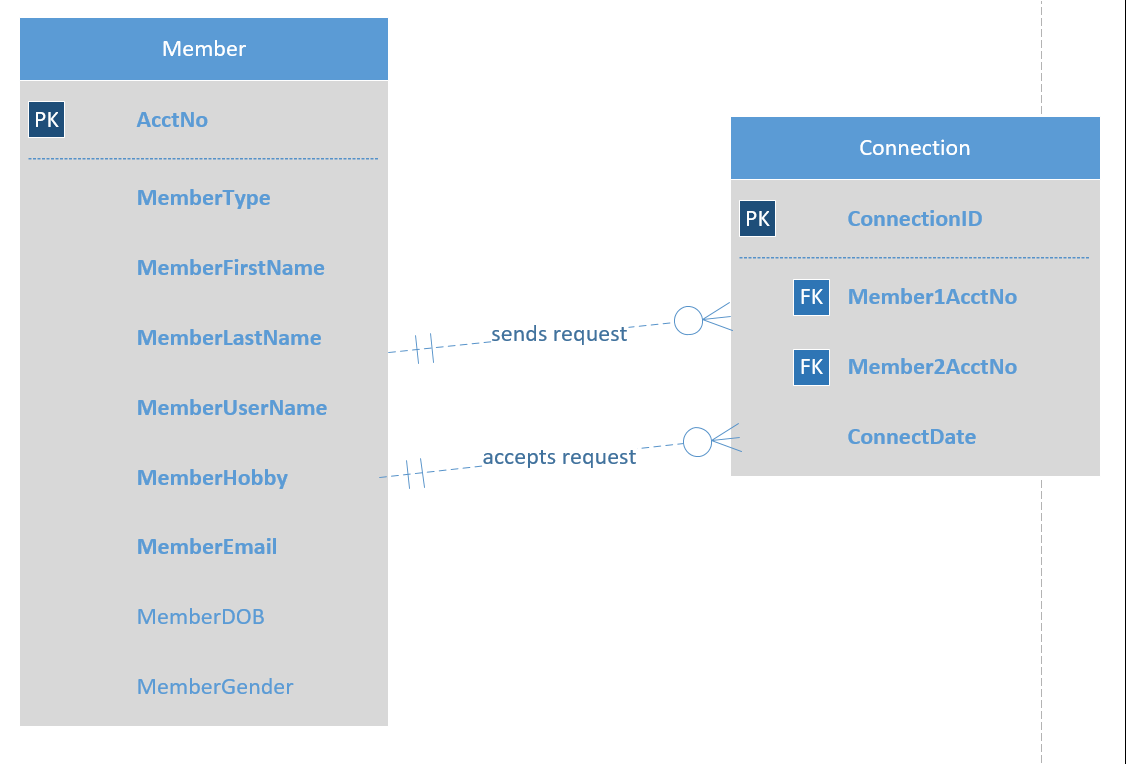 Member
PK AcctNo
MemberType
MemberFirstName
MemberLastName
MemberUserName
MemberHobby
MemberEmail
MemberDOB
MemberGender
sends request
accepts request
Connection
PK ConnectionID
FK Member1AcctNo
FK Member2AcctNo
ConnectDate